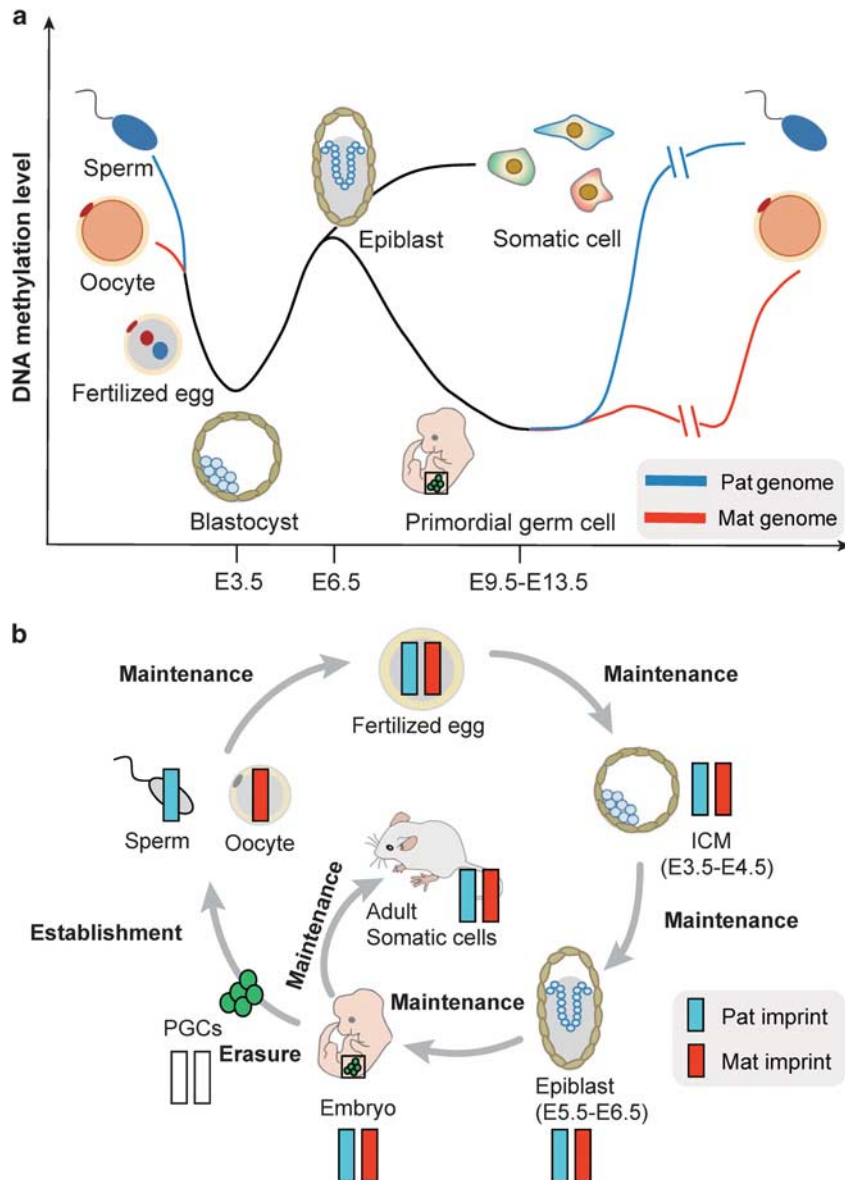 a
DNA methylation level
Sperm
Oocyte
Fertilized egg
Epiblast
Somatic cell
Blastocyst
Primordial germ cell
Pat genome
Mat genome
E3.5
E6.5
E9.5-E13.5
b
Maintenance
Fertilized egg
Maintenance
Sperm
Oocyte
ICM
(E3.5-E4.5)
Adult
Somatic cells
Maintenance
Maintenance
Establishment
Maintenance
PGCs
Erasure
Embryo
Epiblast
(E5.5-E6.5)
Pat imprint
Mat imprint